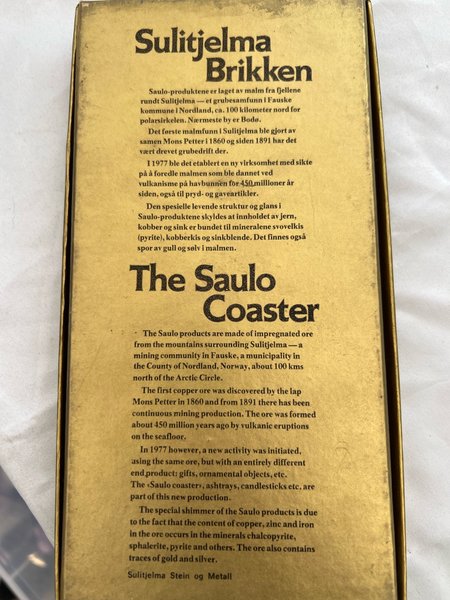 Sulitjelma
Brikken
Saulo-produktene er laget av malm fra fjellene
rundt Sulitjelma — et grubesamfunn i Fauske
kommune i Nordland, ca. 100 kilometer nord for
polarsirkelen. Nærmeste by er Bodø.
Det første malmfunn i Sulitjelma ble gjort av
samen Mons Petter i 1860 og siden 1891 har det
vært drevet grubedrift der.
I 1977 ble det etablert en ny virksomhet med sikte
på å foredle malmen som ble dannet ved
vulkanisme på havbunnen for 450 millioner år
siden, også til pryd- og gaveartikler.
Den spesielle levende struktur og glans i
Saulo-produktene skyldes at innholdet av jern,
kobber og sink er bundet til mineralene svovelkis
(pyrite), kobberkis og sinkblende. Det finnes også
spor av gull og sølv i malmen.
The Saulo
Coaster
The Saulo products are made of impregnated ore
from the mountains surrounding Sulitjelma — a
mining community in Fauske, a municipality in
the County of Nordland, Norway, about 100 kms
north of the Arctic Circle.
The first copper ore was discovered by the lap
Mons Petter in 1860 and from 1891 there has been
continuous mining production. The ore was formed
about 450 million years ago by vulkanic eruptions
on the seafloor.
In 1977 however, a new activity was initiated,
using the same ore, but with an entirely different
end product: gifts, ornamental objects, etc.
The «Saulo coaster», ashtrays, candlesticks etc. are
part of this new production.
The special shimmer of the Saulo products is due
to the fact that the content of copper, zinc and iron
in the ore occurs in the minerals chalcopyrite,
sphalerite, pyrite and others. The ore also contains
traces of gold and silver.
Sulitjelma Stein og Metall